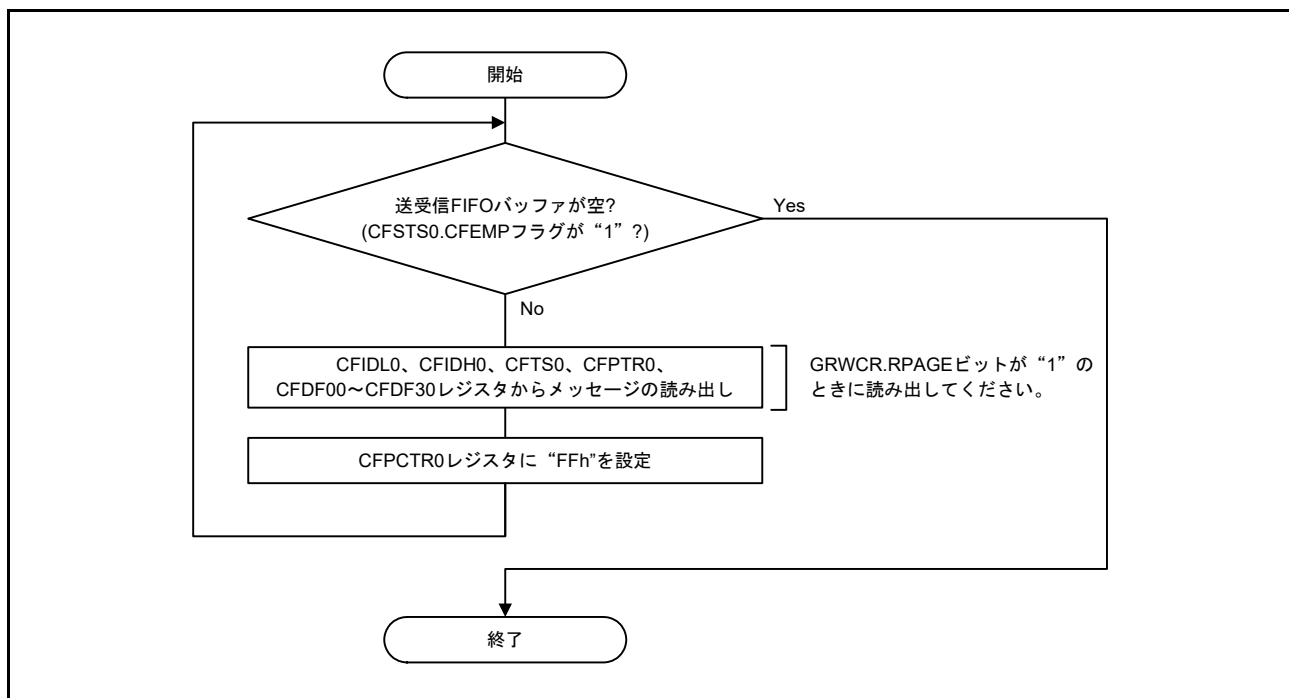 開始
送受信FIFOバッファが空?
(CFSTS0.CFEMPフラグが“1”?)
Yes
No
CFIDL0、CFIDH0、CFTS0、CFPTR0、
CFDF00~CFDF30レジスタからメッセージの読み出し
GRWCR.RPAGEビットが“1”の
ときに読み出してください。
CFPCTR0レジスタに“FFh”を設定
終了